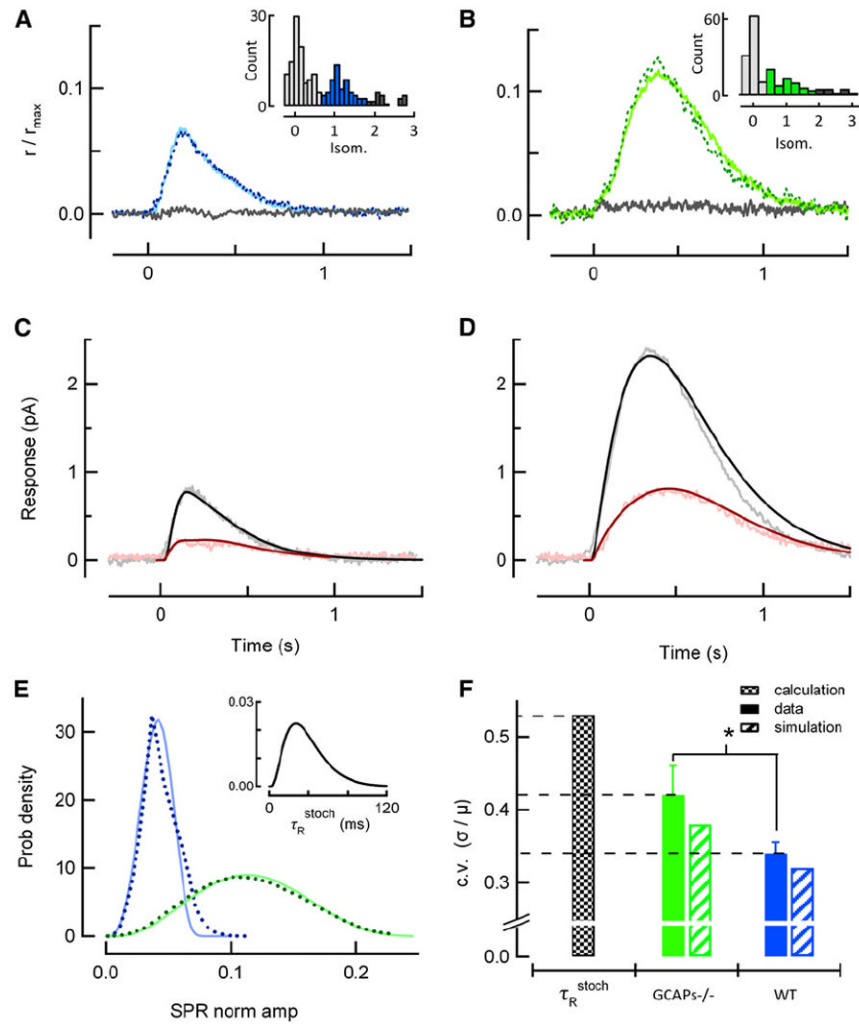 A
r / rmax
0.1
0.0
0
1
30
0
Count
0
1
2
3
Isom.
B
0.1
0.0
0
1
60
0
Count
0
1
2
3
Isom.
C
Response (pA)
2
1
0
0
1
Time (s)
D
2
1
0
0
1
Time (s)
E
Prob density
30
20
10
0
0.0
0.1
0.2
SPR norm amp
0.03
0.00
0
120
τR stoch (ms)
F
calculation
data
simulation
*
c.v. (σ / μ)
0.5
0.4
0.3
0.0
τR stoch
GCAPs-/-
WT